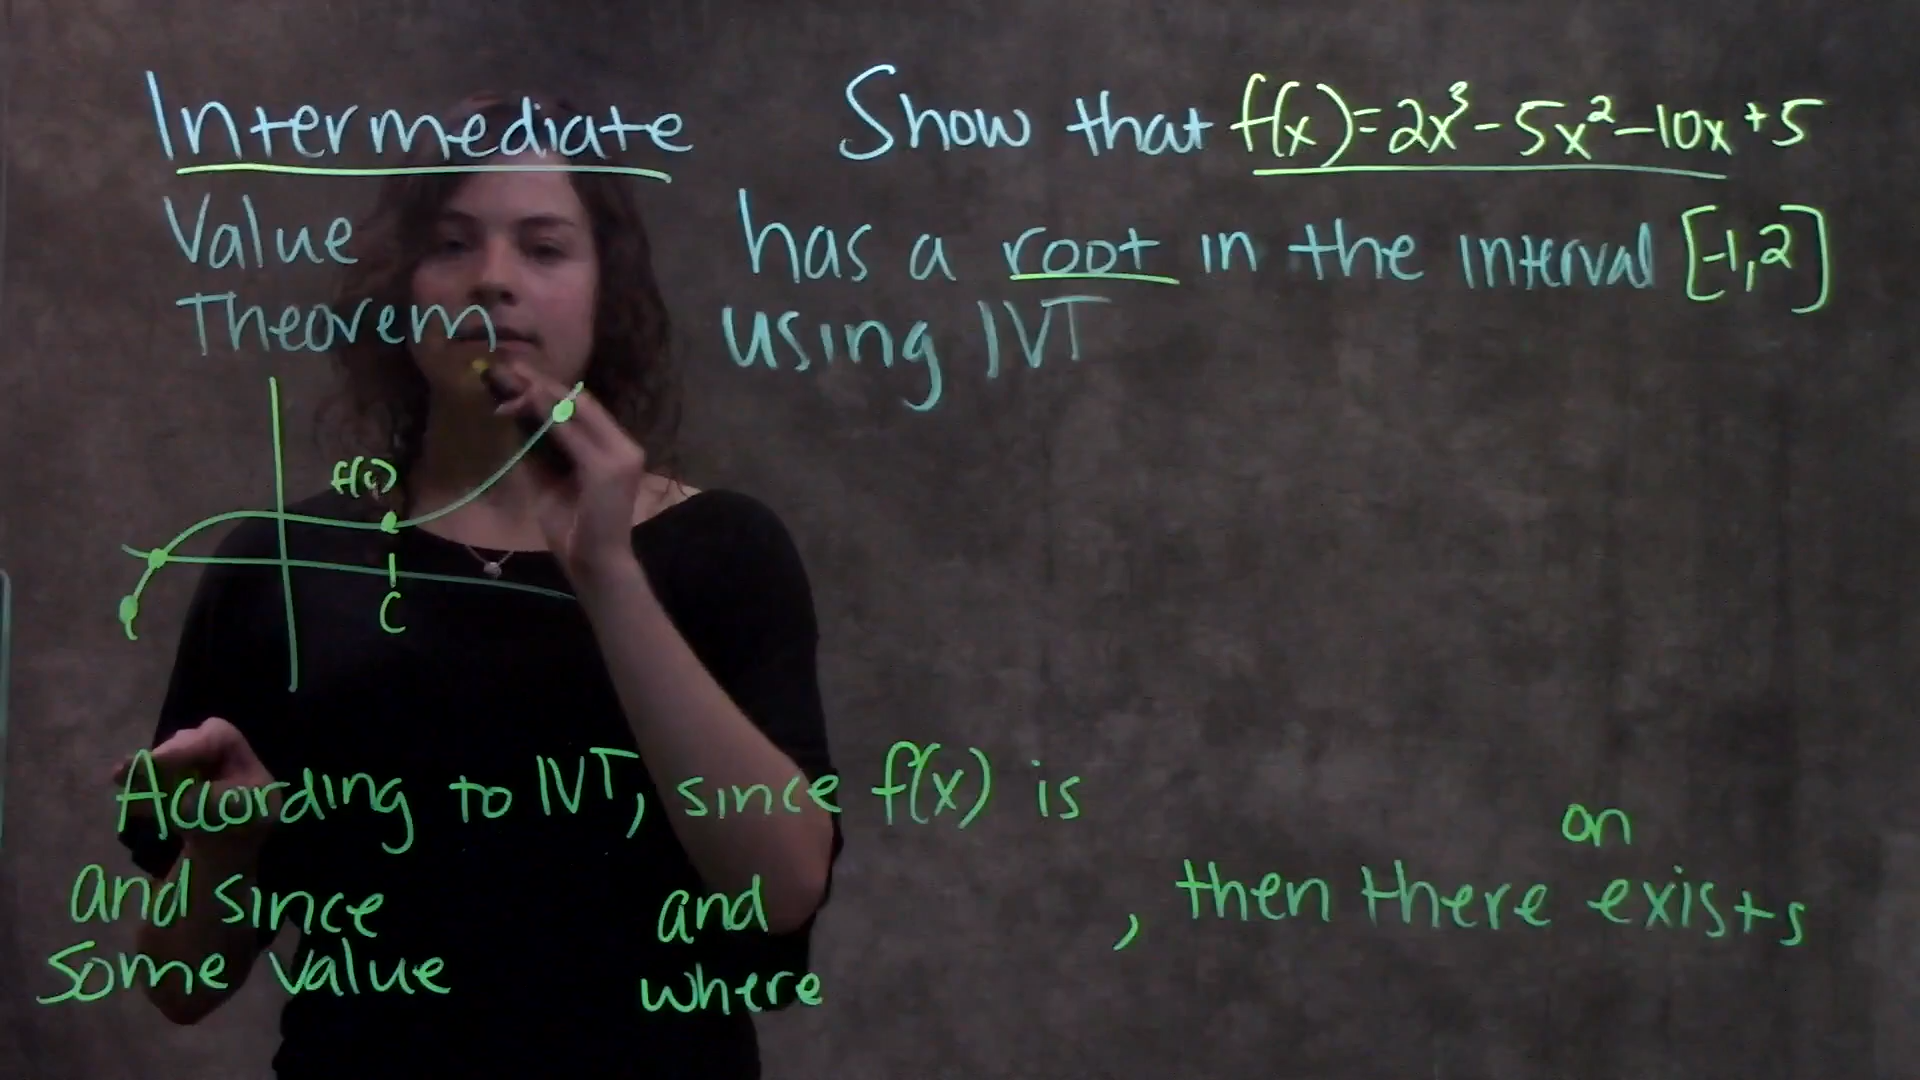 Intermediate
Value
Theorem
Show that f(x)=2x³-5x²-10x+5
has a root in the interval [-1,2]
using IVT
f(c)
C
According to IVT, since f(x) is
on
and since and , then there exists
some value where